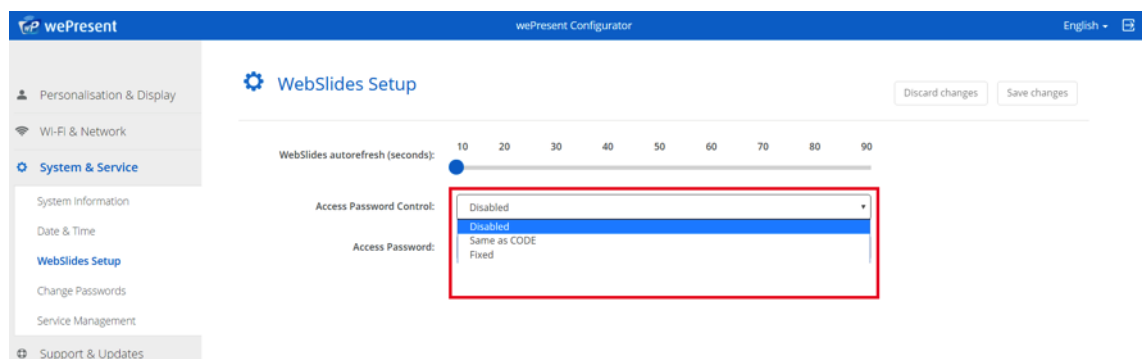 wePresent
wePresent Configurator
English
WebSlides Setup
Discard changes
Save changes
Personalisation & Display
Wi-Fi & Network
System & Service
System Information
Date & Time
WebSlides Setup
Change Passwords
Service Management
Support & Updates
WebSlides autorefresh (seconds):
10 20 30 40 50 60 70 80 90
Access Password Control:
Disabled
Disabled
Same as CODE
Fixed
Access Password: